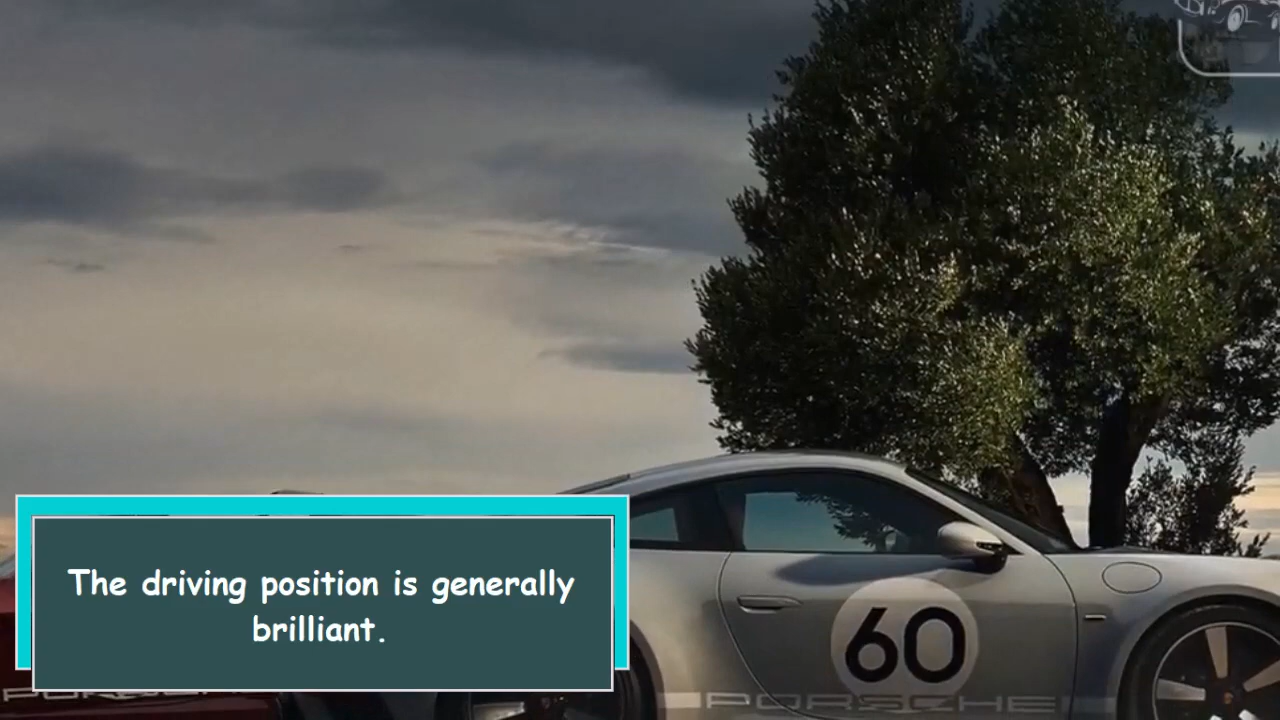 The driving position is generally
brilliant.
60
PORSCHE